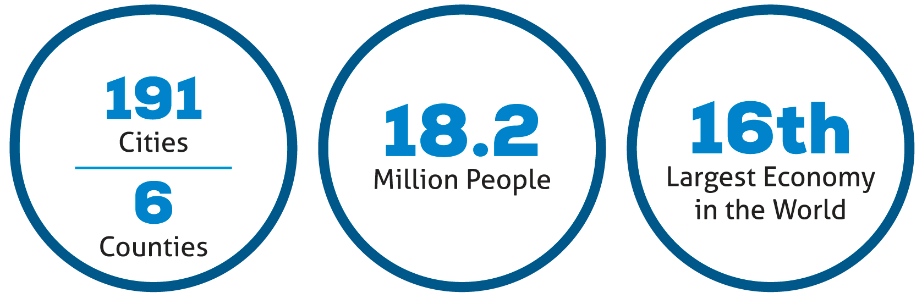 191
Cities
6
Counties
18.2
Million People
16th
Largest Economy
in the World